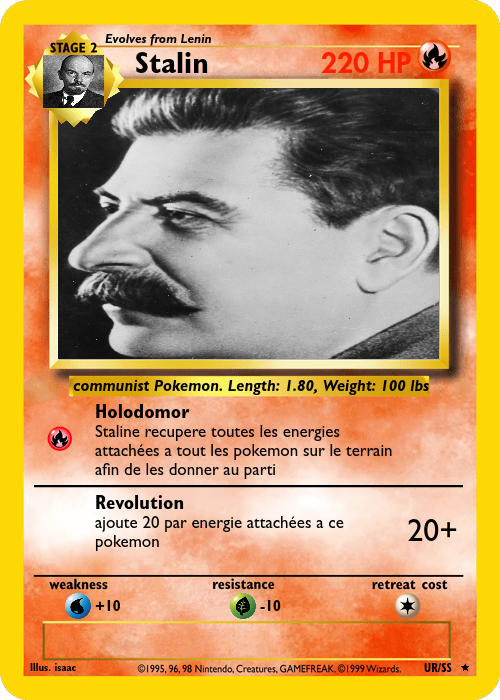 Evolves from Lenin
STAGE 2
Stalin
220 HP
communist Pokemon. Length: 1.80, Weight: 100 lbs
Holodomor
Staline recupere toutes les energies
attachées a tout les pokemon sur le terrain
afin de les donner au parti
Revolution
ajoute 20 par energie attachées a ce
pokemon
20+
weakness
resistance
retreat cost
+10
-10
Illus. isaac
©1995, 96, 98 Nintendo, Creatures, GAMEFREAK. ©1999 Wizards.
UR/SS ★